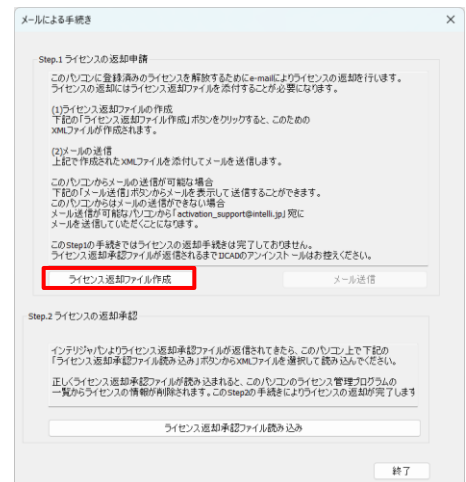 メールによる手続き
Step.1 ライセンスの返却申請
このパソコンに登録済みのライセンスを解放するためにe-mailによりライセンスの返却を行います。
ライセンスの返却にはライセンス返却ファイルを添付することが必要になります。
(1)ライセンス返却ファイルの作成
下記の「ライセンス返却ファイル作成」ボタンをクリックすると、このための
XMLファイルが作成されます。
(2)メールの送信
上記で作成されたXMLファイルを添付してメールを送信します。
このパソコンからメールの送信が可能な場合
下記の「メール送信」ボタンからメールを表示して送信することができます。
このパソコンからはメールの送信ができない場合
メール送信が可能なパソコンから「activation_support@intelli.jp」宛に
メールを送信していただくことになります。
このStep1の手続きではライセンスの返却手続きは完了しておりません。
ライセンス返却承認ファイルが返信されるまでDCADのアンインストールはお控えください。
ライセンス返却ファイル作成
メール送信
Step.2 ライセンスの返却承認
インテリジャパンよりライセンス返却承認ファイルが返信されてきたら、このパソコン上で下記の
「ライセンス返却承認ファイル読み込み」ボタンからXMLファイルを選択して読み込んでください。
正しくライセンス返却承認ファイルが読み込まれると、このパソコンのライセンス管理プログラムの
一覧からライセンスの情報が削除されます。このStep2の手続きによりライセンスの返却が完了します
ライセンス返却承認ファイル読み込み
終了